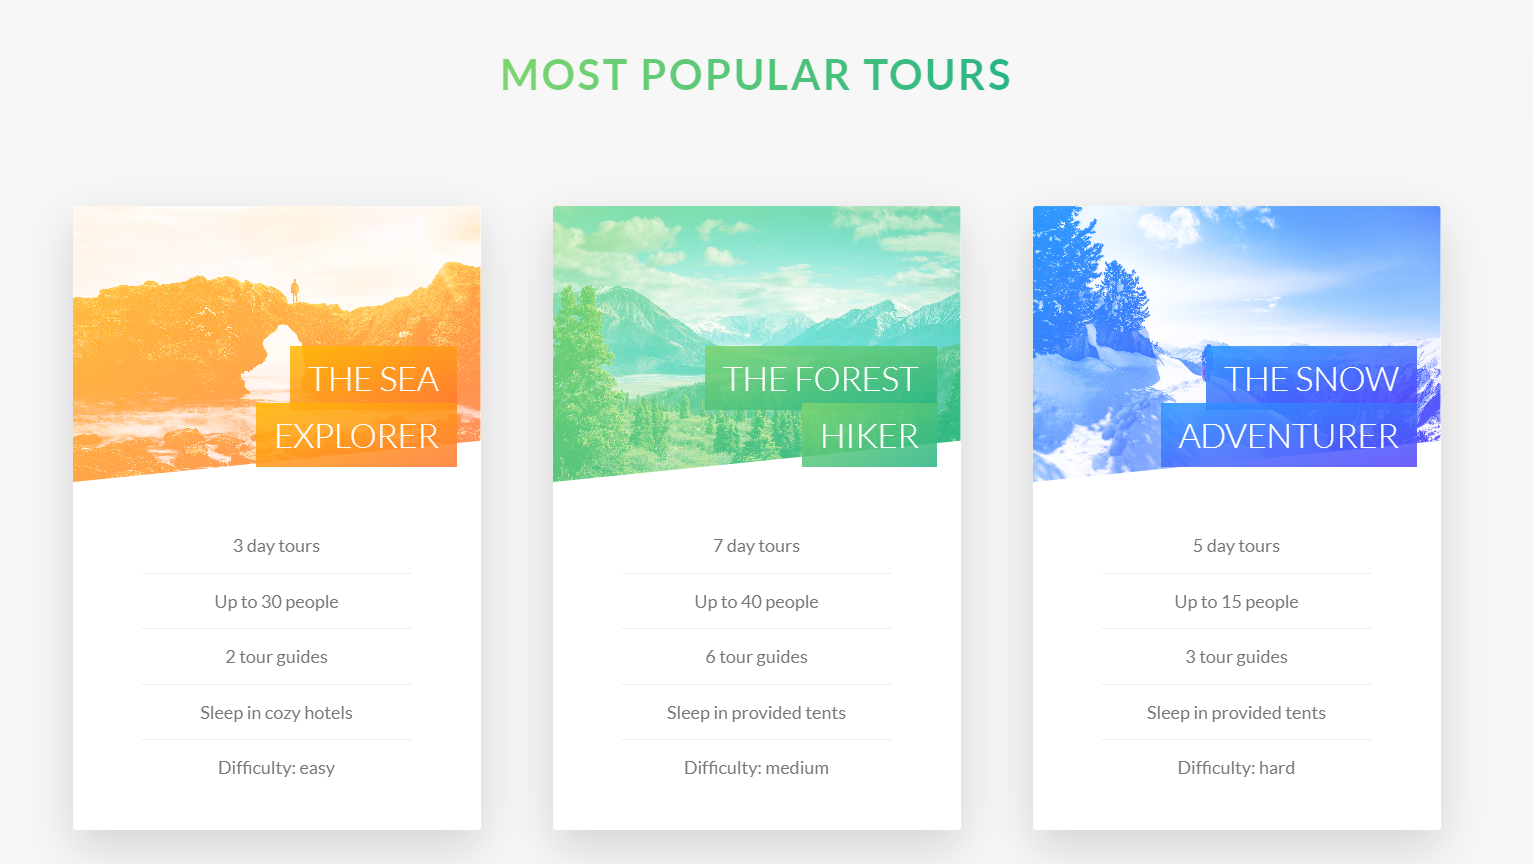 MOST POPULAR TOURS
THE SEA
EXPLORER
3 day tours
Up to 30 people
2 tour guides
Sleep in cozy hotels
Difficulty: easy
THE FOREST
HIKER
7 day tours
Up to 40 people
6 tour guides
Sleep in provided tents
Difficulty: medium
THE SNOW
ADVENTURER
5 day tours
Up to 15 people
3 tour guides
Sleep in provided tents
Difficulty: hard